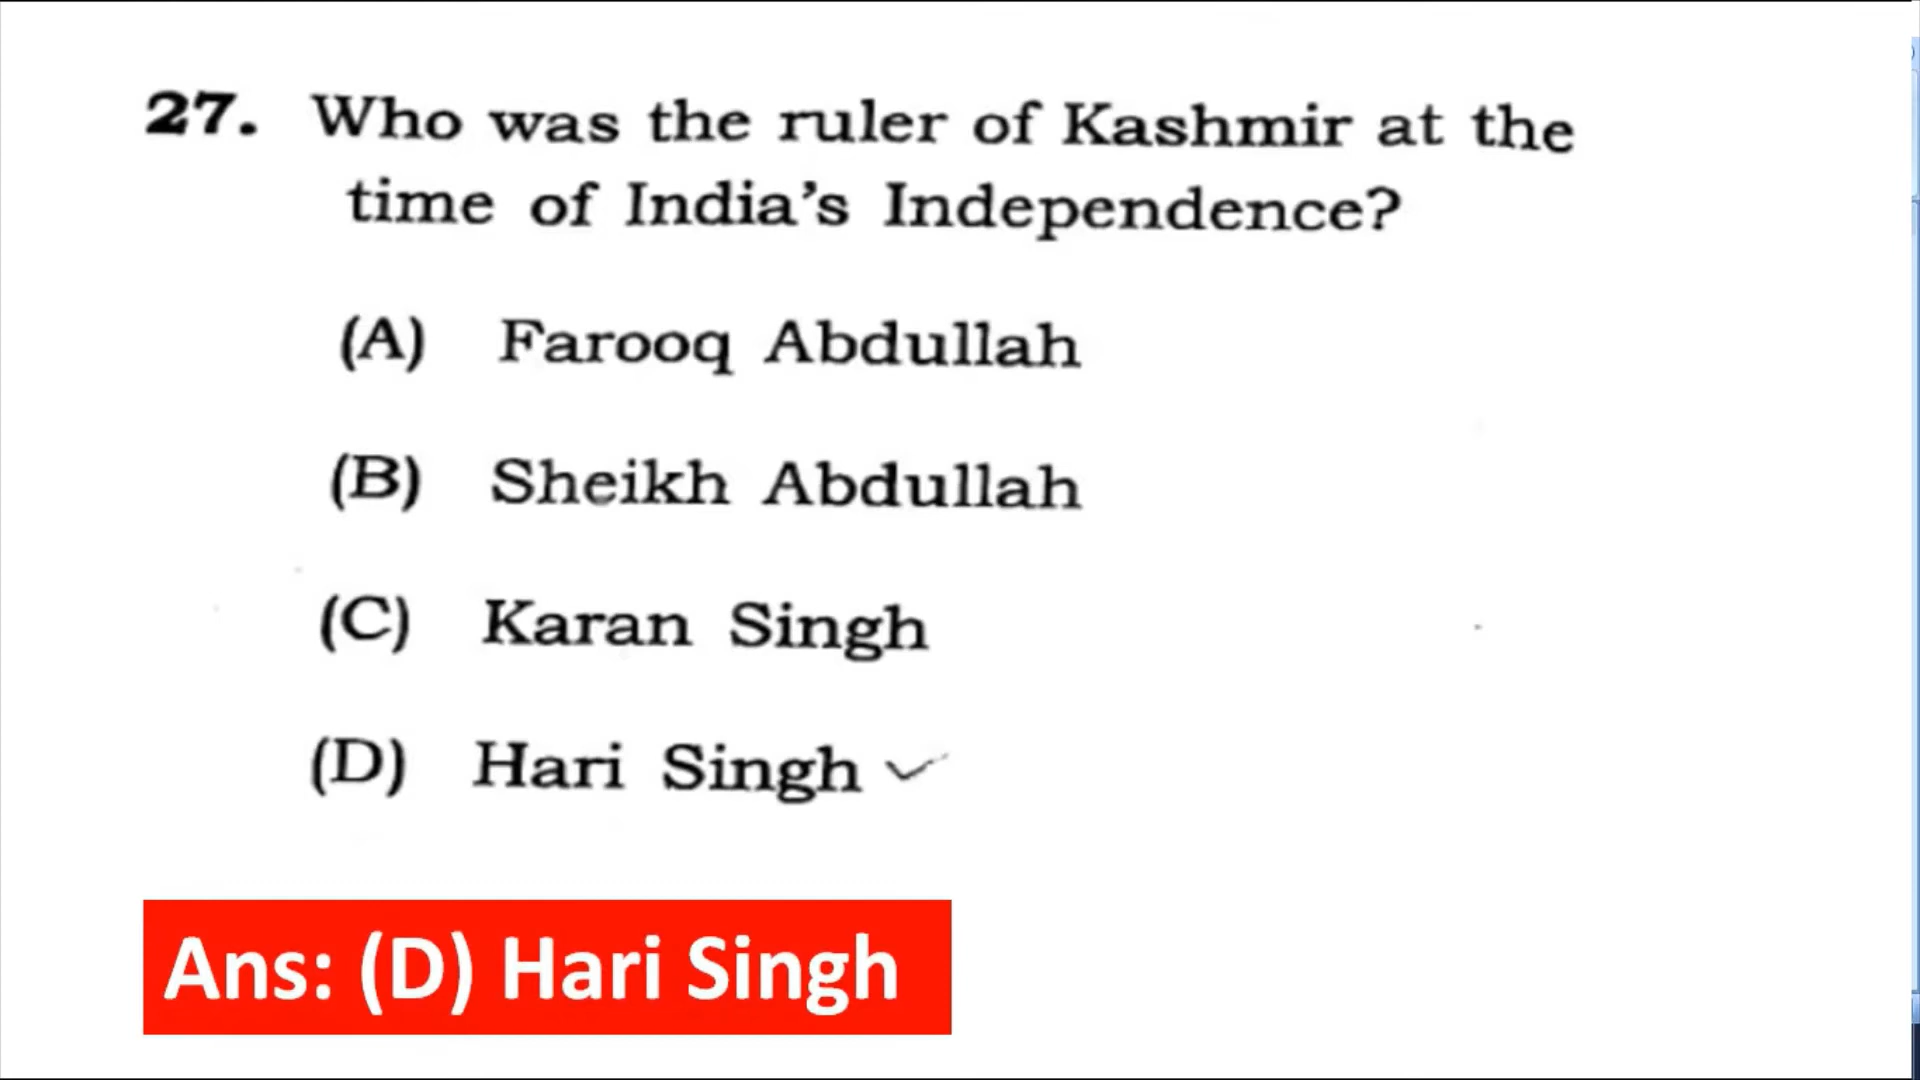 27. Who was the ruler of Kashmir at the
time of India's Independence?
(A) Farooq Abdullah
(B) Sheikh Abdullah
(C) Karan Singh
(D) Hari Singh
Ans: (D) Hari Singh